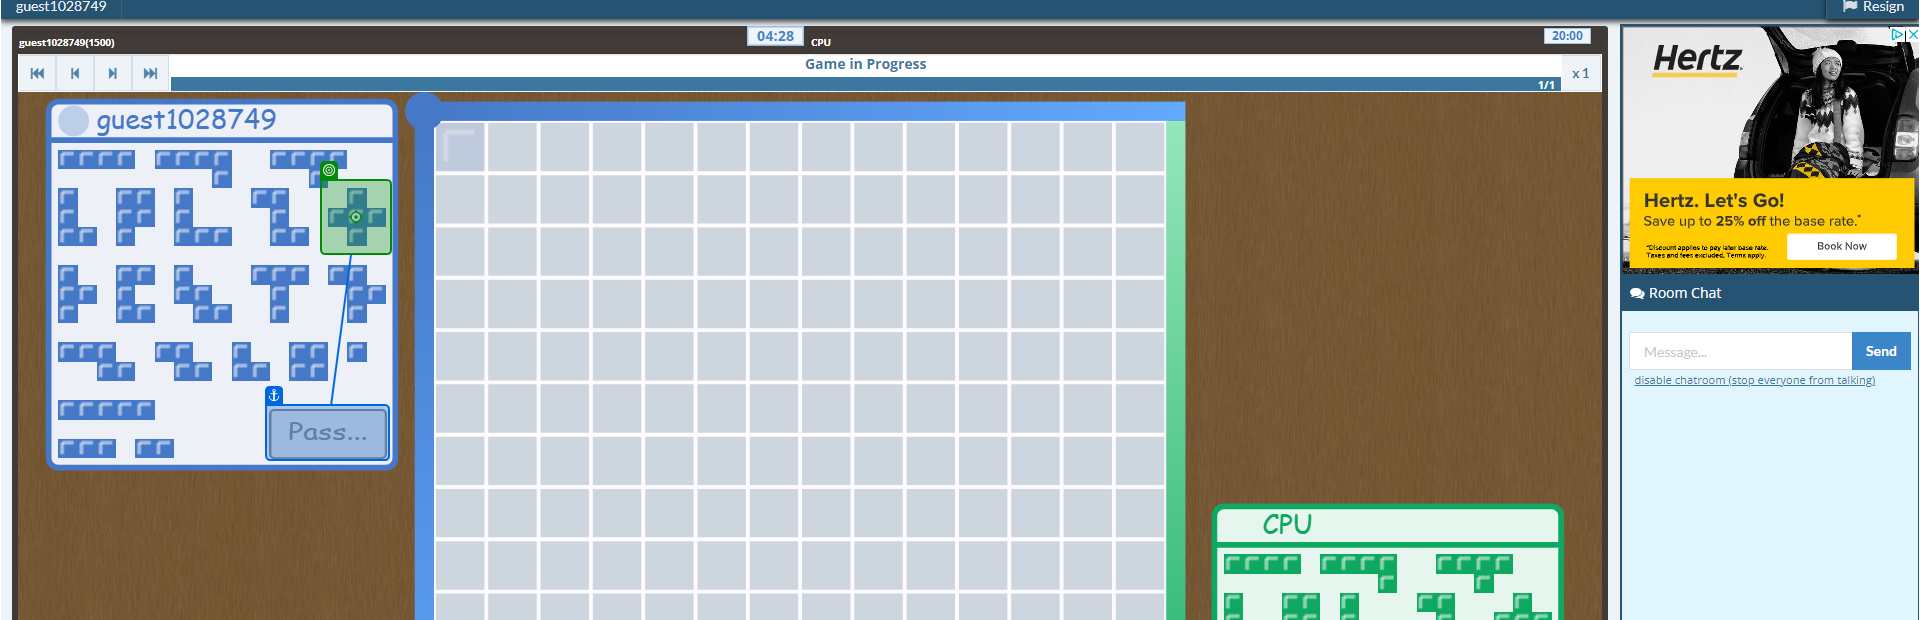 guest1028749
Resign
guest1028749(1500)
04:28
CPU
20:00
Game in Progress
1/1
x 1
guest1028749
Pass...
CPU
Hertz.
Hertz. Let's Go!
Save up to 25% off the base rate.*
*Discount applies to pay later base rate.
Taxes and fees excluded. Terms apply.
Book Now
Room Chat
Message...
Send
disable chatroom (stop everyone from talking)